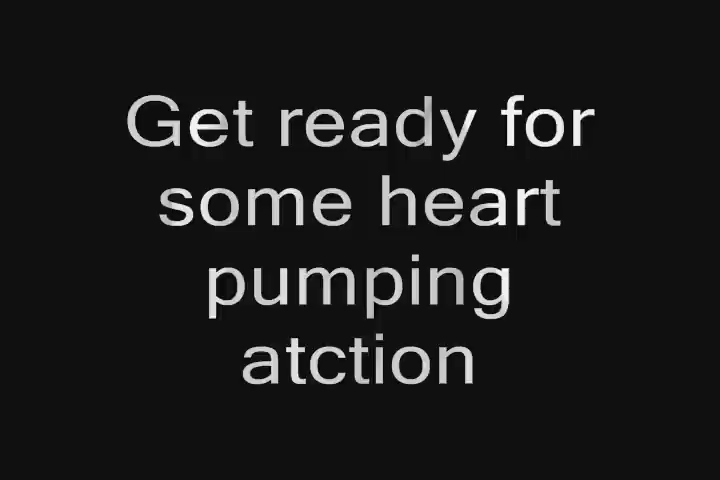 Get ready for
some heart
pumping
atction